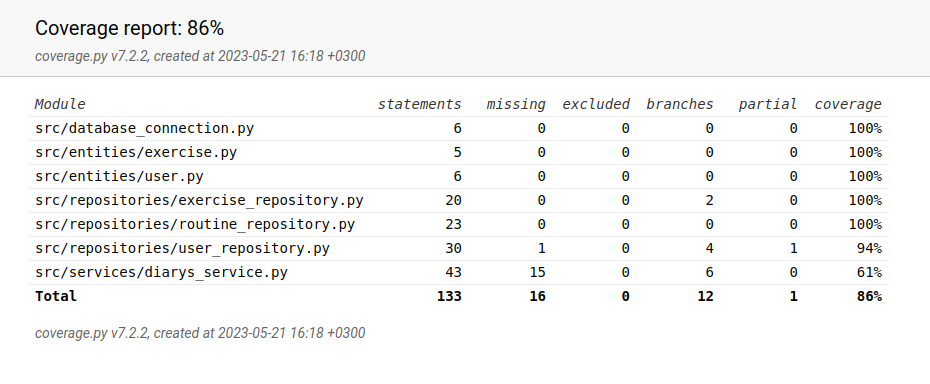 Coverage report: 86%
coverage.py v7.2.2, created at 2023-05-21 16:18 +0300
Module statements missing excluded branches partial coverage
src/database_connection.py 6 0 0 0 0 100%
src/entities/exercise.py 5 0 0 0 0 100%
src/entities/user.py 6 0 0 0 0 100%
src/repositories/exercise_repository.py 20 0 0 2 0 100%
src/repositories/routine_repository.py 23 0 0 0 0 100%
src/repositories/user_repository.py 30 1 0 4 1 94%
src/services/diarys_service.py 43 15 0 6 0 61%
Total 133 16 0 12 1 86%
coverage.py v7.2.2, created at 2023-05-21 16:18 +0300